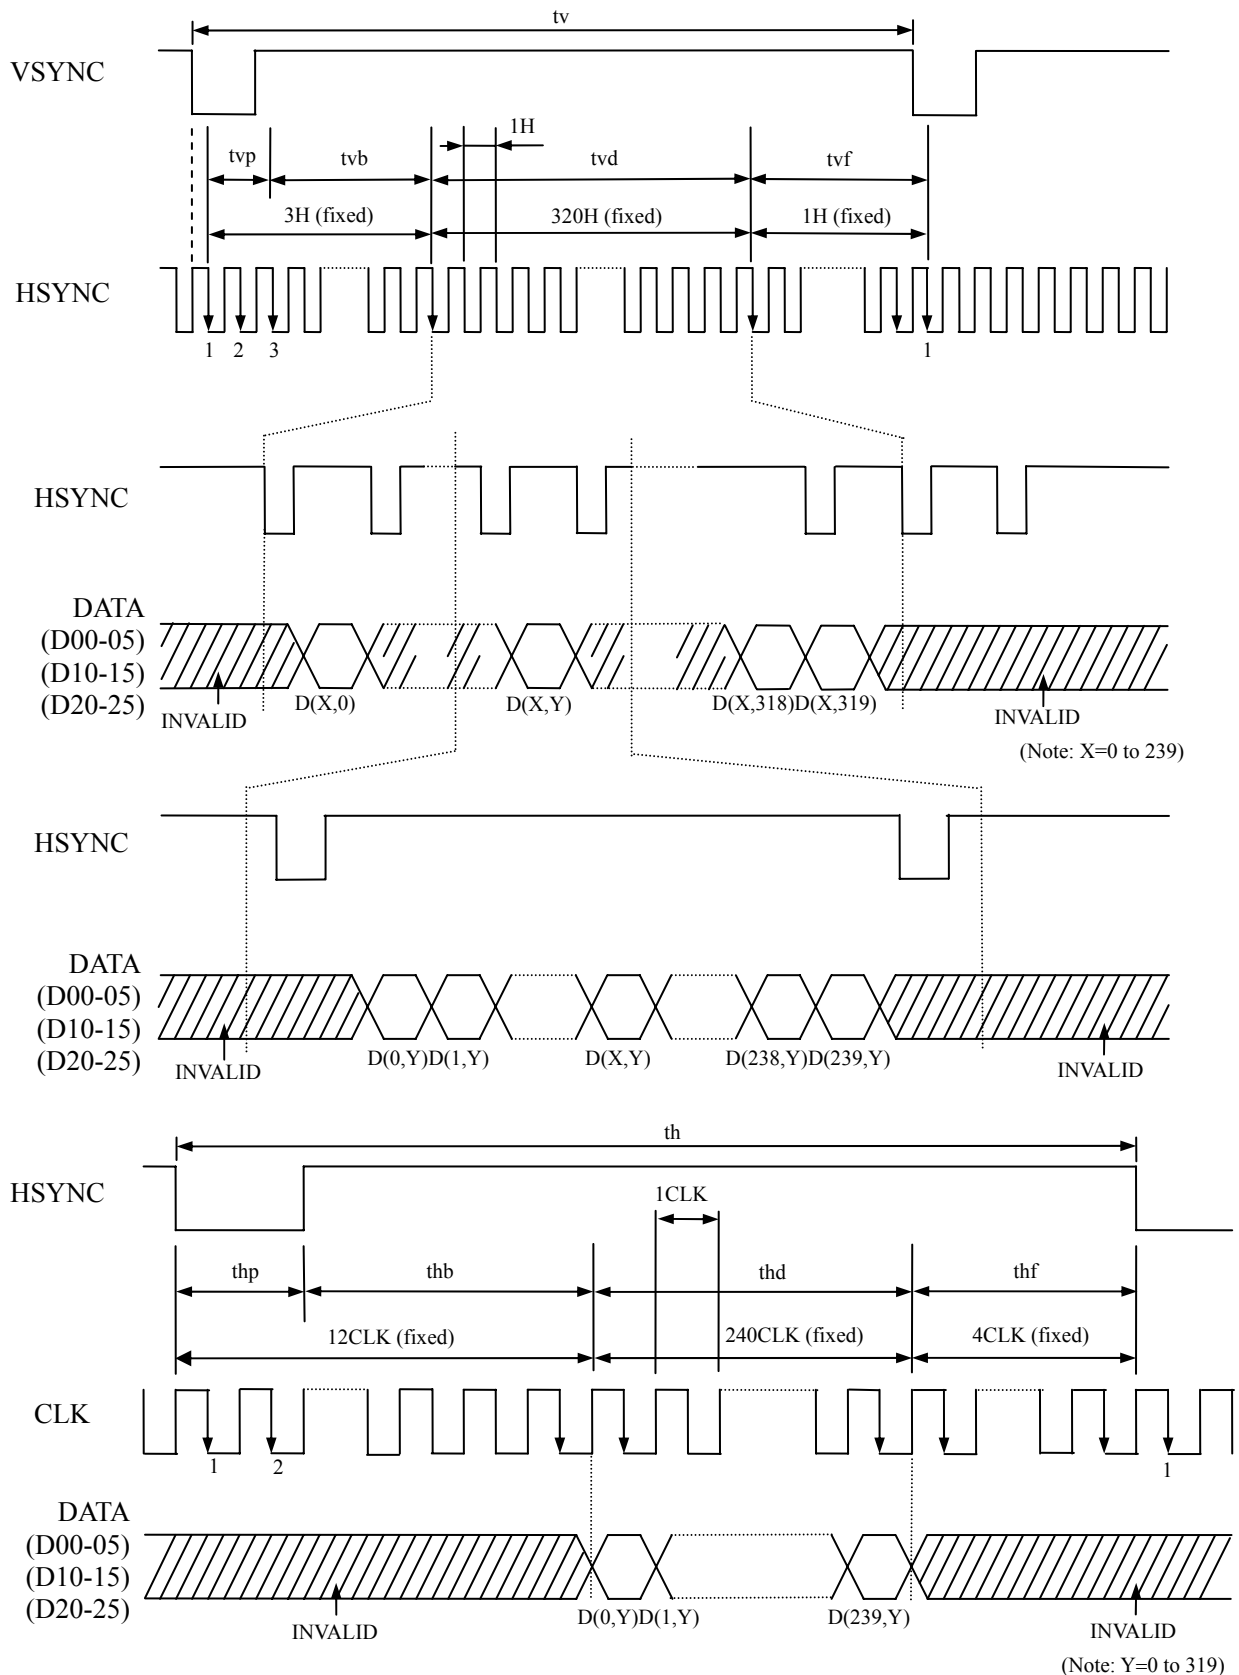 tv
VSYNC
1H
tvp tvb tvd tvf
3H (fixed) 320H (fixed) 1H (fixed)
HSYNC
1 2 3 1
HSYNC
DATA
(D00-05)
(D10-15)
(D20-25)
D(X,0) D(X,Y) D(X,318)D(X,319)
INVALID INVALID
(Note: X=0 to 239)
HSYNC
DATA
(D00-05)
(D10-15)
(D20-25)
D(0,Y)D(1,Y) D(X,Y) D(238,Y)D(239,Y)
INVALID INVALID
th
HSYNC
1CLK
thp thb thd thf
12CLK (fixed) 240CLK (fixed) 4CLK (fixed)
CLK
1 2 1
DATA
(D00-05)
(D10-15)
(D20-25)
D(0,Y)D(1,Y) D(239,Y)
INVALID INVALID
(Note: Y=0 to 319)